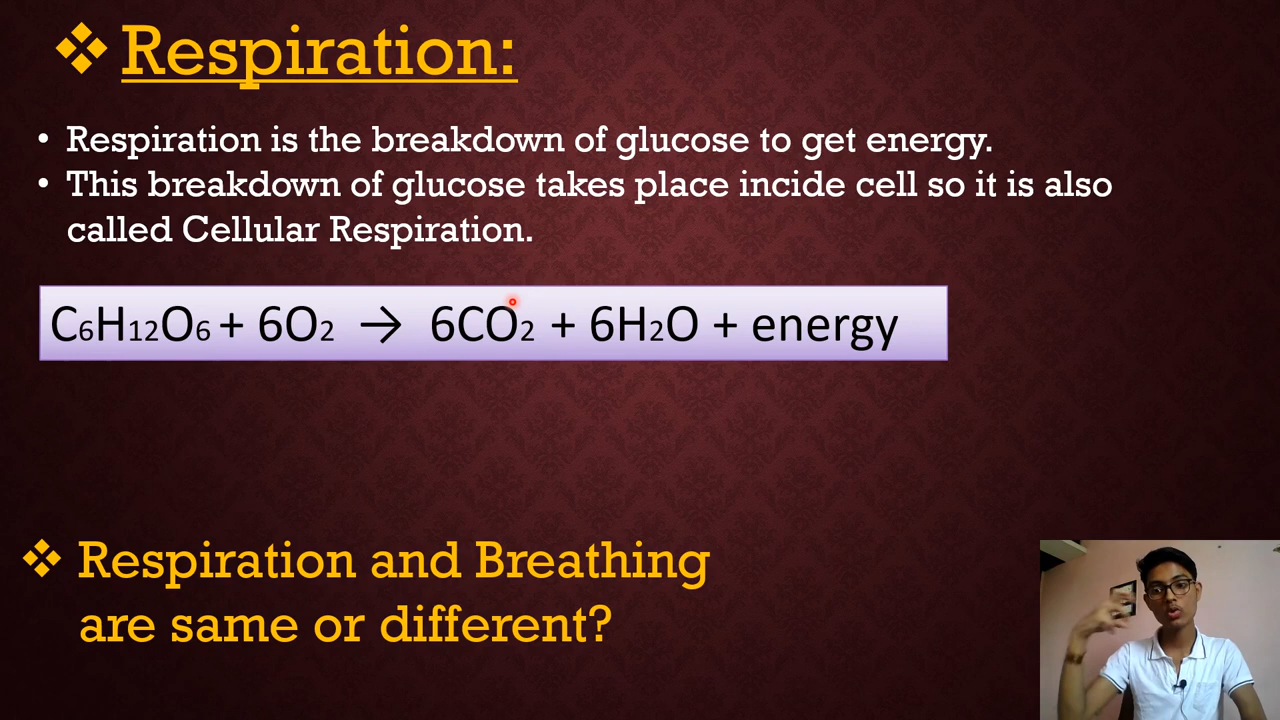 ❖ Respiration:
• Respiration is the breakdown of glucose to get energy.
• This breakdown of glucose takes place incide cell so it is also
called Cellular Respiration.
C₆H₁₂O₆ + 6O₂ → 6CO₂ + 6H₂O + energy
❖ Respiration and Breathing
are same or different?